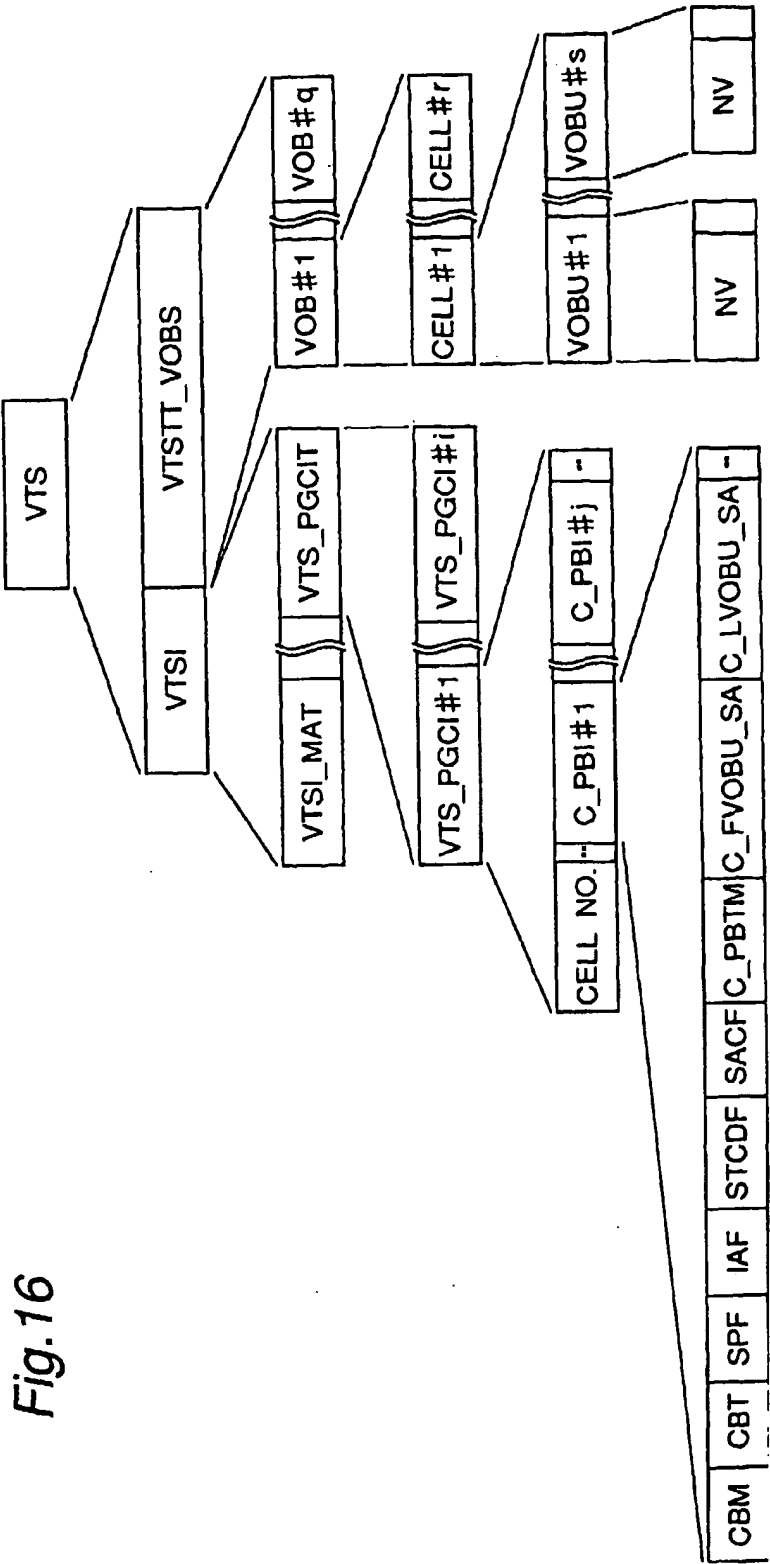 Fig.16
VTS
VTSI VTSTT_VOBS
VTSI_MAT VTS_PGCIT VOB#1 VOB#q
VTS_PGCI#1 VTS_PGCI#i CELL#1 CELL#r
CELL NO. -- C_PBI#1 C_PBI#j -- VOBU#1 VOBU#s
CBM CBT SPF IAF STCDF SACF C_PBTM C_FVOBU_SA C_LVOBU_SA -- NV NV